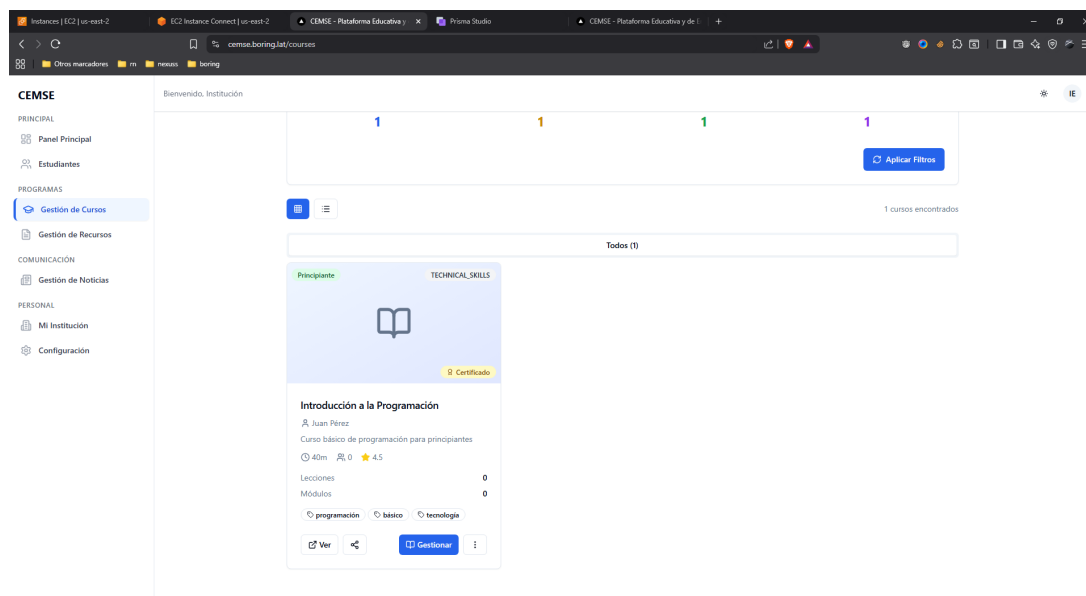 Instances | EC2 | us-east-2
EC2 Instance Connect | us-east-2
CEMSE - Plataforma Educativa y
Prisma Studio
CEMSE - Plataforma Educativa y de E
cemse.boring.lat/courses
Otros marcadores
rn
nexuss
boring
CEMSE
Bienvenido, Institución
IE
PRINCIPAL
Panel Principal
Estudiantes
PROGRAMAS
Gestión de Cursos
Gestión de Recursos
COMUNICACIÓN
Gestión de Noticias
PERSONAL
Mi Institución
Configuración
1 1 1 1
Aplicar Filtros
1 cursos encontrados
Todos (1)
Principiante
TECHNICAL_SKILLS
Certificado
Introducción a la Programación
Juan Pérez
Curso básico de programación para principiantes
40m 0 4.5
Lecciones 0
Módulos 0
programación básico tecnología
Ver
Gestionar